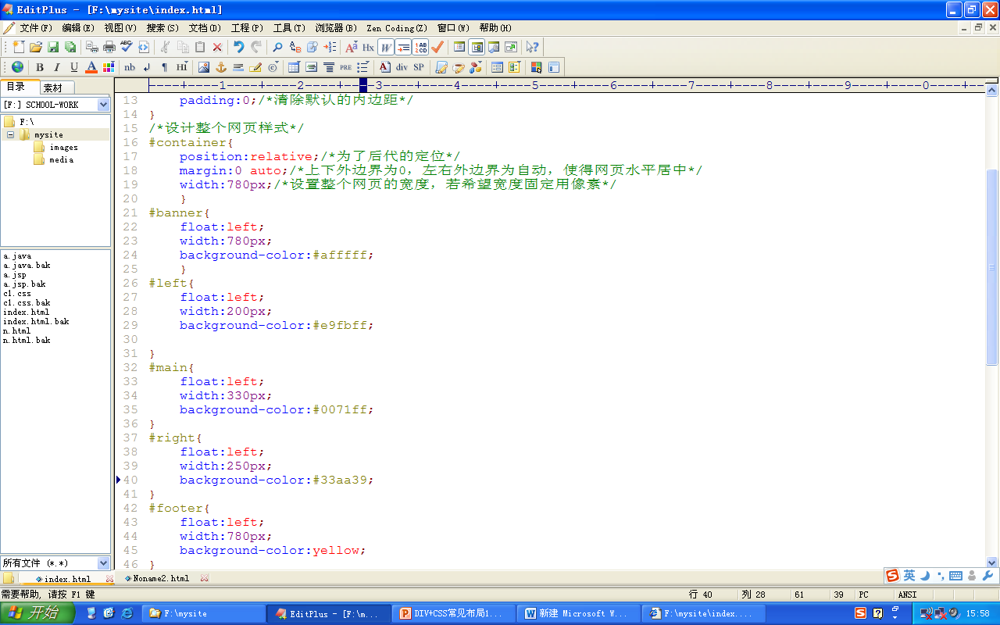 EditPlus - [F:\mysite\index.html]
文件(F) 编辑(E) 视图(V) 搜索(S) 文档(D) 工程(P) 工具(T) 浏览器(B) Zen Coding(Z) 窗口(W) 帮助(H)
B I U A nb ¶ HI PRE A div SP
目录 素材
[F:] SCHOOL-WORK
F:\
mysite
images
media
a.java
a.java.bak
a.jsp
a.jsp.bak
c1.css
c1.css.bak
index.html
index.html.bak
n.html
n.html.bak
所有文件 (*.*)
----+----1----+----2----+----3----+----4----+----5----+----6----+----7----+----8----+----9----+----0----+--
13 padding:0;/*清除默认的内边距*/
14 }
15 /*设计整个网页样式*/
16 #container{
17 position:relative;/*为了后代的定位*/
18 margin:0 auto;/*上下外边界为0，左右外边界为自动，使得网页水平居中*/
19 width:780px;/*设置整个网页的宽度，若希望宽度固定用像素*/
20 }
21 #banner{
22 float:left;
23 width:780px;
24 background-color:#afffff;
25 }
26 #left{
27 float:left;
28 width:200px;
29 background-color:#e9fbff;
30
31 }
32 #main{
33 float:left;
34 width:330px;
35 background-color:#0071ff;
36 }
37 #right{
38 float:left;
39 width:250px;
40 background-color:#33aa39;
41 }
42 #footer{
43 float:left;
44 width:780px;
45 background-color:yellow;
46 }
index.html Noname2.html
英
需要帮助, 请按 F1 键 行 40 列 28 61 39 PC ANSI
开始 F:\mysite EditPlus - [F:\m... DIV+CSS常见布局1... 新建 Microsoft W... F:\mysite\index.... 15:58